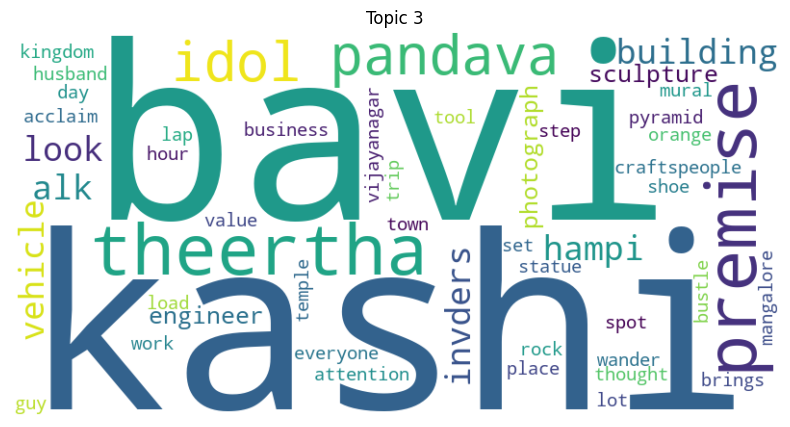 Topic 3
kingdom
idol
pandava
building
husband
sculpture
day
mural
acclaim
bavi
tool
pyramid
lap
business
step
orange
look
hour
vijayanagar
trip
photograph
premise
craftspeople
alk
shoe
value
town
vehicle
theertha
set
hampi
kashi
statue
invders
temple
load
engineer
bustle
mangalore
spot
work
everyone
rock
wander
attention
place
thought
brings
guy
lot